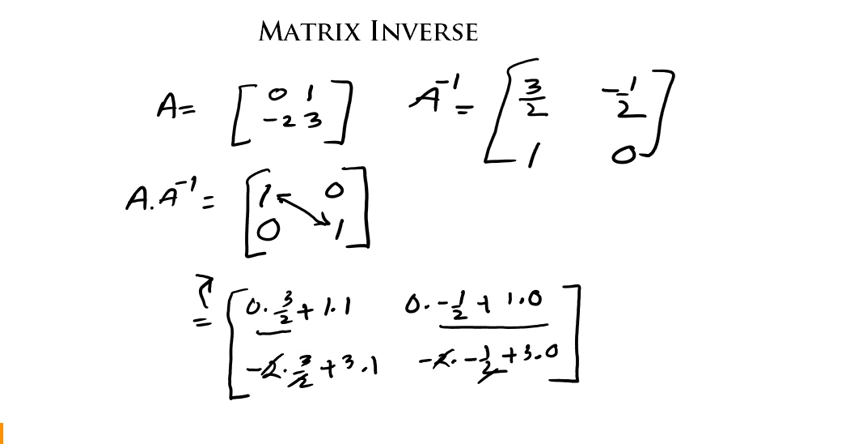 MATRIX INVERSE
A = [ 0 1 ; -2 3 ]   A⁻¹ = [ 3/2 -1/2 ; 1 0 ]
A.A⁻¹ = [ 1 0 ; 0 1 ]
?= [ 0.3/2 + 1.1   0.-1/2 + 1.0 ; -2.3/2 + 3.1   -2.-1/2 + 3.0 ]